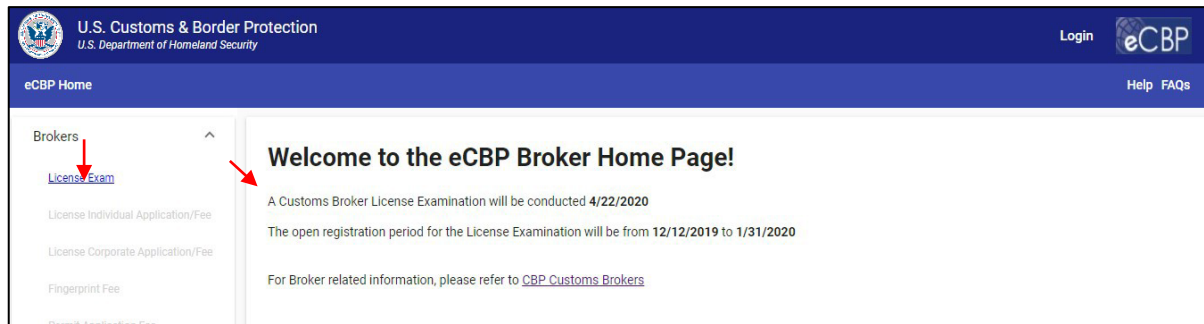 U.S. Customs & Border Protection
U.S. Department of Homeland Security
Login
eCBP
eCBP Home
Help FAQs
Brokers
License Exam
License Individual Application/Fee
License Corporate Application/Fee
Fingerprint Fee
Permit Application Fee
Welcome to the eCBP Broker Home Page!
A Customs Broker License Examination will be conducted 4/22/2020
The open registration period for the License Examination will be from 12/12/2019 to 1/31/2020
For Broker related information, please refer to CBP Customs Brokers